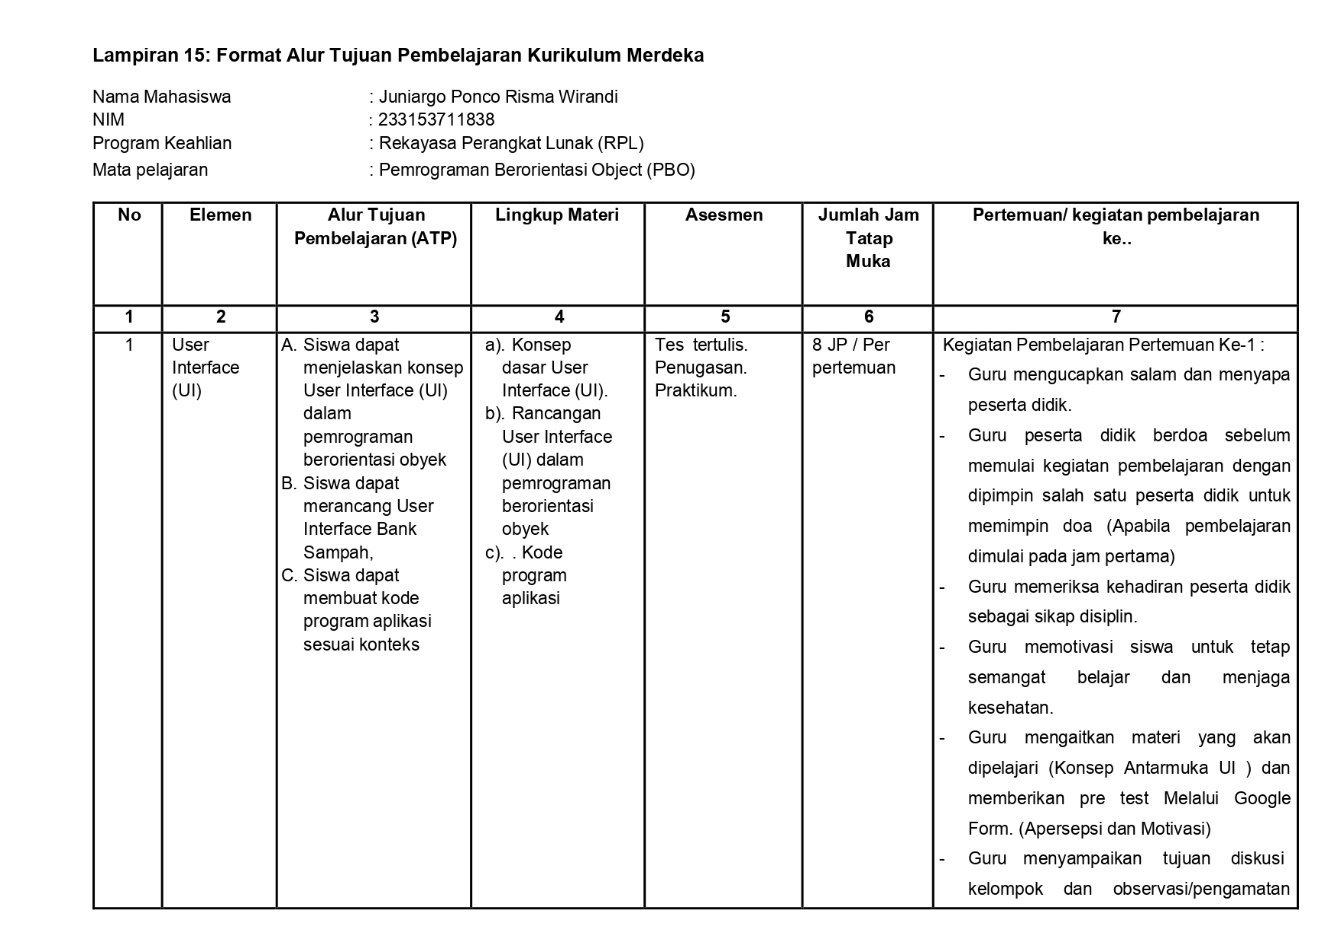 Lampiran 15: Format Alur Tujuan Pembelajaran Kurikulum Merdeka
Nama Mahasiswa : Juniargo Ponco Risma Wirandi
NIM : 233153711838
Program Keahlian : Rekayasa Perangkat Lunak (RPL)
Mata pelajaran : Pemrograman Berorientasi Object (PBO)
No
Elemen
Alur Tujuan
Pembelajaran (ATP)
Lingkup Materi
Asesmen
Jumlah Jam
Tatap
Muka
Pertemuan/ kegiatan pembelajaran
ke..
1 2 3 4 5 6 7
1
User
Interface
(UI)
A. Siswa dapat
menjelaskan konsep
User Interface (UI)
dalam
pemrograman
berorientasi obyek
B. Siswa dapat
merancang User
Interface Bank
Sampah,
C. Siswa dapat
membuat kode
program aplikasi
sesuai konteks
a). Konsep
dasar User
Interface (UI).
b). Rancangan
User Interface
(UI) dalam
pemrograman
berorientasi
obyek
c). . Kode
program
aplikasi
Tes tertulis.
Penugasan.
Praktikum.
8 JP / Per
pertemuan
Kegiatan Pembelajaran Pertemuan Ke-1 :
- Guru mengucapkan salam dan menyapa
peserta didik.
- Guru peserta didik berdoa sebelum
memulai kegiatan pembelajaran dengan
dipimpin salah satu peserta didik untuk
memimpin doa (Apabila pembelajaran
dimulai pada jam pertama)
- Guru memeriksa kehadiran peserta didik
sebagai sikap disiplin.
- Guru memotivasi siswa untuk tetap
semangat belajar dan menjaga
kesehatan.
- Guru mengaitkan materi yang akan
dipelajari (Konsep Antarmuka UI ) dan
memberikan pre test Melalui Google
Form. (Apersepsi dan Motivasi)
- Guru menyampaikan tujuan diskusi
kelompok dan observasi/pengamatan